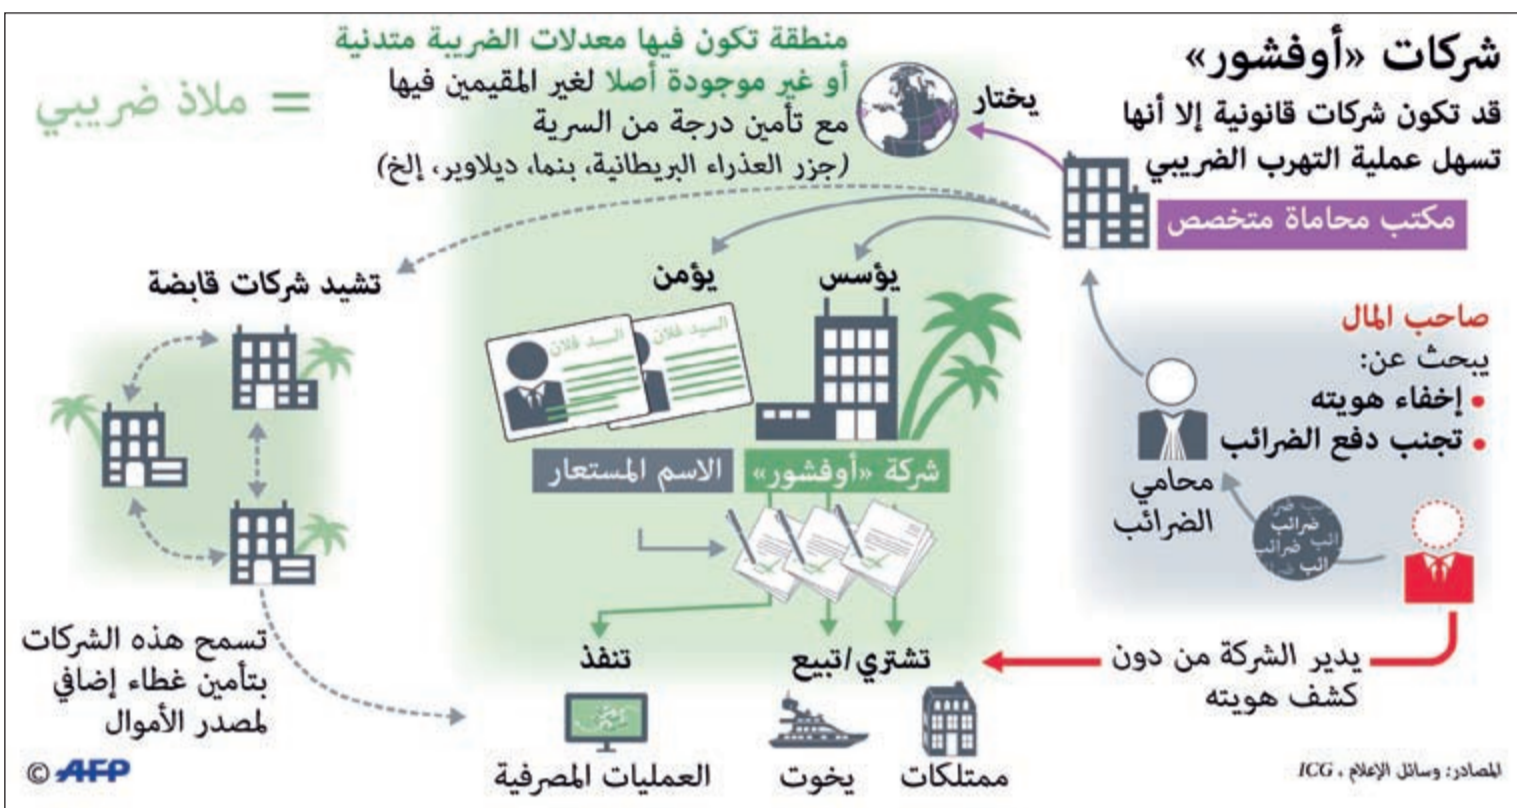 شركات «أوفشور»
قد تكون شركات قانونية إلا أنها
تسهل عملية التهرب الضريبي
مكتب محاماة متخصص
يختار
منطقة تكون فيها معدلات الضريبة متدنية
أو غير موجودة أصلا لغير المقيمين فيها
مع تأمين درجة من السرية
(جزر العذراء البريطانية، بنما، ديلاوير، إلخ)
= ملاذ ضريبي
صاحب المال
يبحث عن:
• إخفاء هويته
• تجنب دفع الضرائب
محامي
الضرائب
ضرائب
ضرائب
يؤسس
يؤمن
السيد فلان
السيد فلان
شركة «أوفشور»
الاسم المستعار
تشيد شركات قابضة
تسمح هذه الشركات
بتأمين غطاء إضافي
لمصدر الأموال
يدير الشركة من دون
كشف هويته
تشتري/تبيع
تنفذ
ممتلكات
يخوت
العمليات المصرفية
المصادر: وسائل الإعلام ، ICG
© AFP